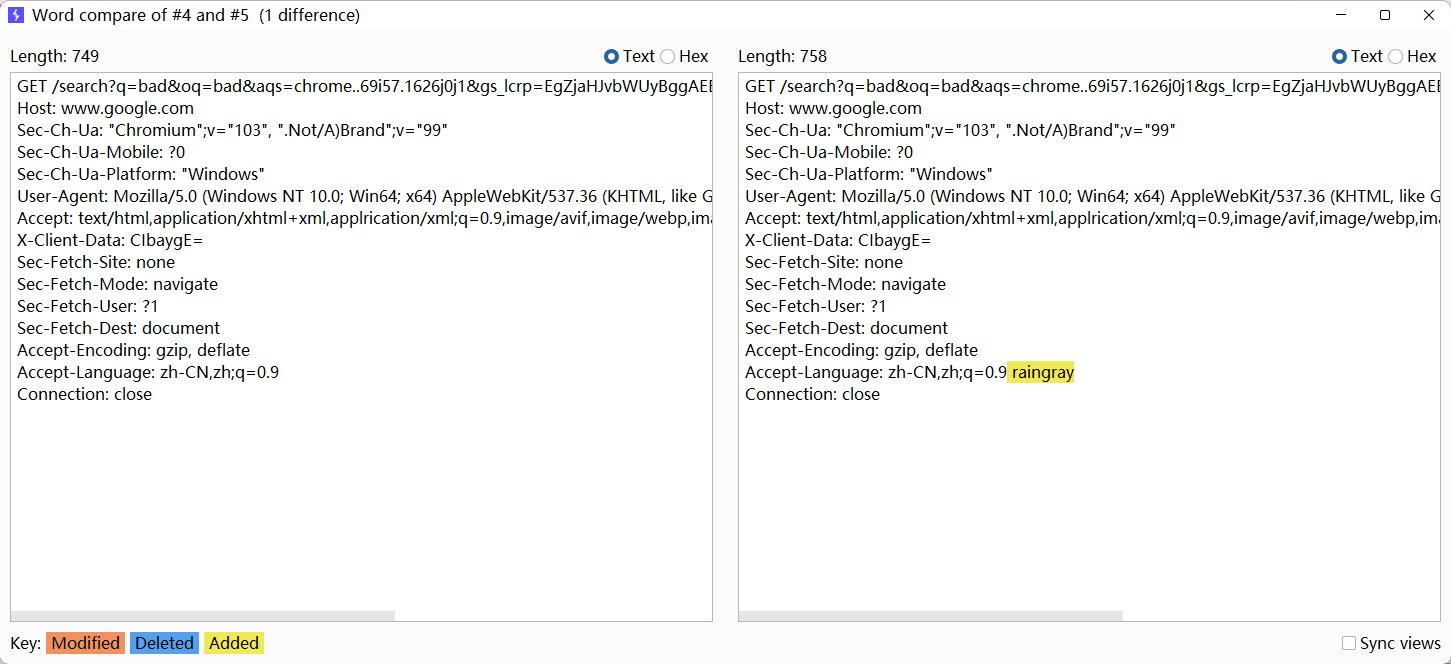 Word compare of #4 and #5 (1 difference)
Length: 749
Text Hex
GET /search?q=bad&oq=bad&aqs=chrome..69i57.1626j0j1&gs_lcrp=EgZjaHJvbWUyBggAEE
Host: www.google.com
Sec-Ch-Ua: "Chromium";v="103", ".Not/A)Brand";v="99"
Sec-Ch-Ua-Mobile: ?0
Sec-Ch-Ua-Platform: "Windows"
User-Agent: Mozilla/5.0 (Windows NT 10.0; Win64; x64) AppleWebKit/537.36 (KHTML, like G
Accept: text/html,application/xhtml+xml,applrication/xml;q=0.9,image/avif,image/webp,ima
X-Client-Data: CIbaygE=
Sec-Fetch-Site: none
Sec-Fetch-Mode: navigate
Sec-Fetch-User: ?1
Sec-Fetch-Dest: document
Accept-Encoding: gzip, deflate
Accept-Language: zh-CN,zh;q=0.9
Connection: close
Length: 758
Text Hex
GET /search?q=bad&oq=bad&aqs=chrome..69i57.1626j0j1&gs_lcrp=EgZjaHJvbWUyBggAEE
Host: www.google.com
Sec-Ch-Ua: "Chromium";v="103", ".Not/A)Brand";v="99"
Sec-Ch-Ua-Mobile: ?0
Sec-Ch-Ua-Platform: "Windows"
User-Agent: Mozilla/5.0 (Windows NT 10.0; Win64; x64) AppleWebKit/537.36 (KHTML, like G
Accept: text/html,application/xhtml+xml,applrication/xml;q=0.9,image/avif,image/webp,ima
X-Client-Data: CIbaygE=
Sec-Fetch-Site: none
Sec-Fetch-Mode: navigate
Sec-Fetch-User: ?1
Sec-Fetch-Dest: document
Accept-Encoding: gzip, deflate
Accept-Language: zh-CN,zh;q=0.9 raingray
Connection: close
Key: Modified Deleted Added
Sync views